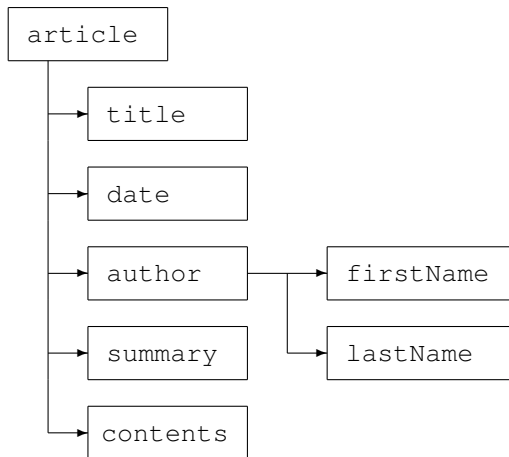 article
title
date
author
firstName
summary
lastName
contents